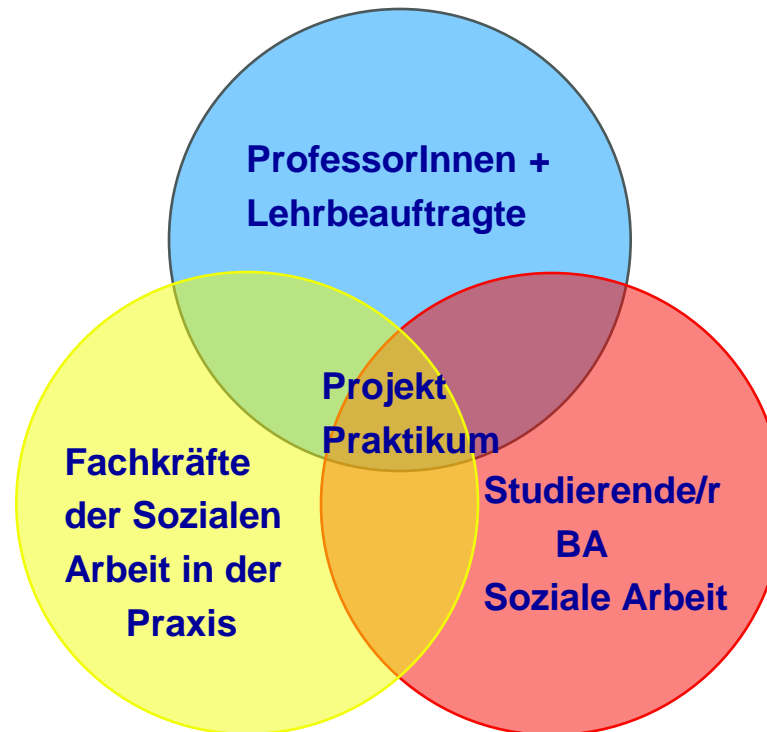 ProfessorInnen +
Lehrbeauftragte
Projekt
Praktikum
Fachkräfte
der Sozialen
Arbeit in der
Praxis
Studierende/r
BA
Soziale Arbeit